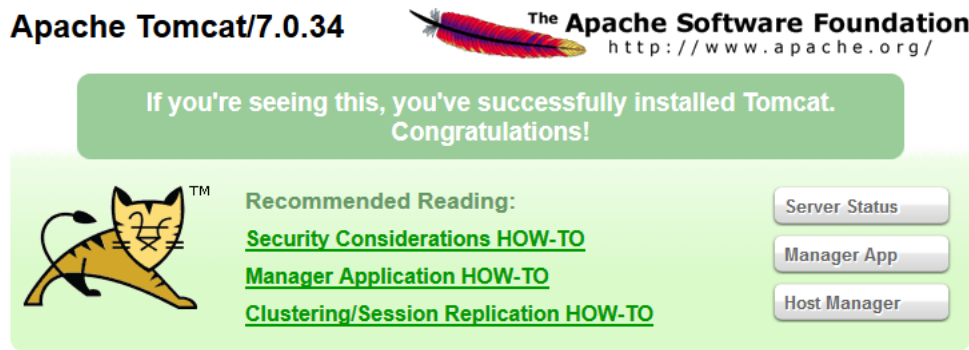 Apache Tomcat/7.0.34
The Apache Software Foundation
http://www.apache.org/
If you're seeing this, you've successfully installed Tomcat.
Congratulations!
TM
Recommended Reading:
Security Considerations HOW-TO
Manager Application HOW-TO
Clustering/Session Replication HOW-TO
Server Status
Manager App
Host Manager